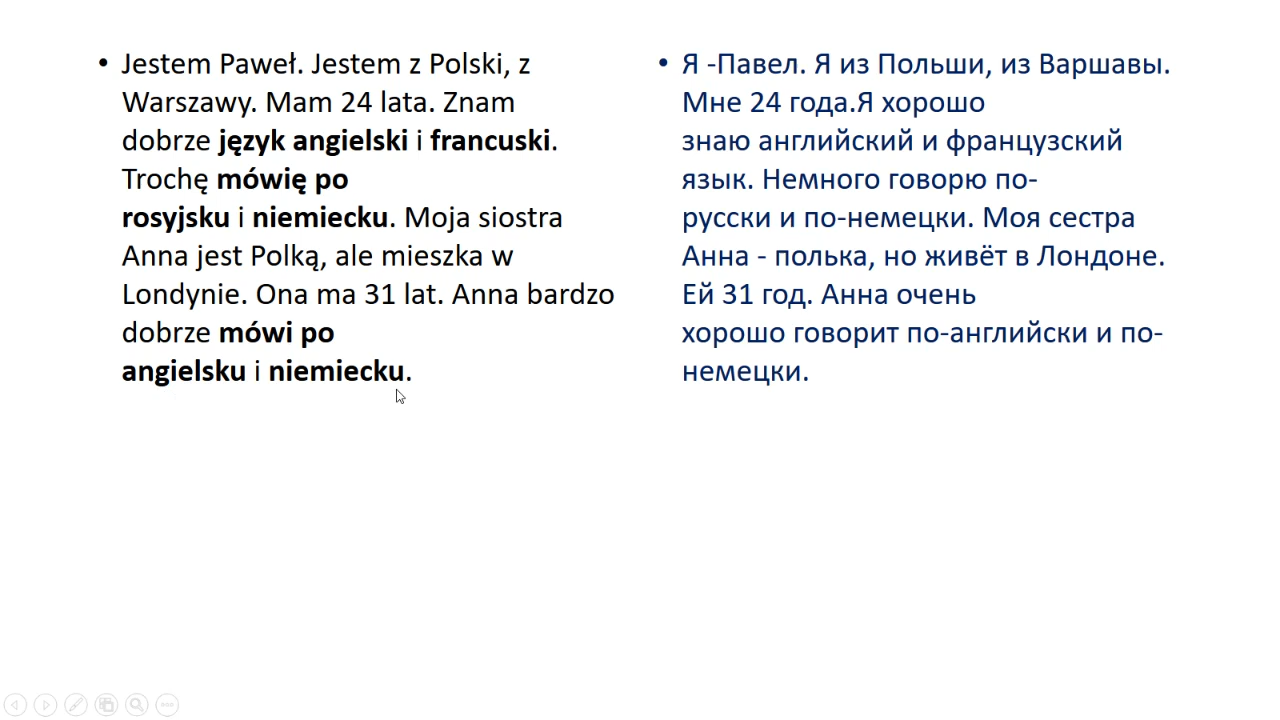 • Jestem Paweł. Jestem z Polski, z
Warszawy. Mam 24 lata. Znam
dobrze język angielski i francuski.
Trochę mówię po
rosyjsku i niemiecku. Moja siostra
Anna jest Polką, ale mieszka w
Londynie. Ona ma 31 lat. Anna bardzo
dobrze mówi po
angielsku i niemiecku.
• Я -Павел. Я из Польши, из Варшавы.
Мне 24 года.Я хорошо
знаю английский и французский
язык. Немного говорю по-
русски и по-немецки. Моя сестра
Анна - полька, но живёт в Лондоне.
Ей 31 год. Анна очень
хорошо говорит по-английски и по-
немецки.